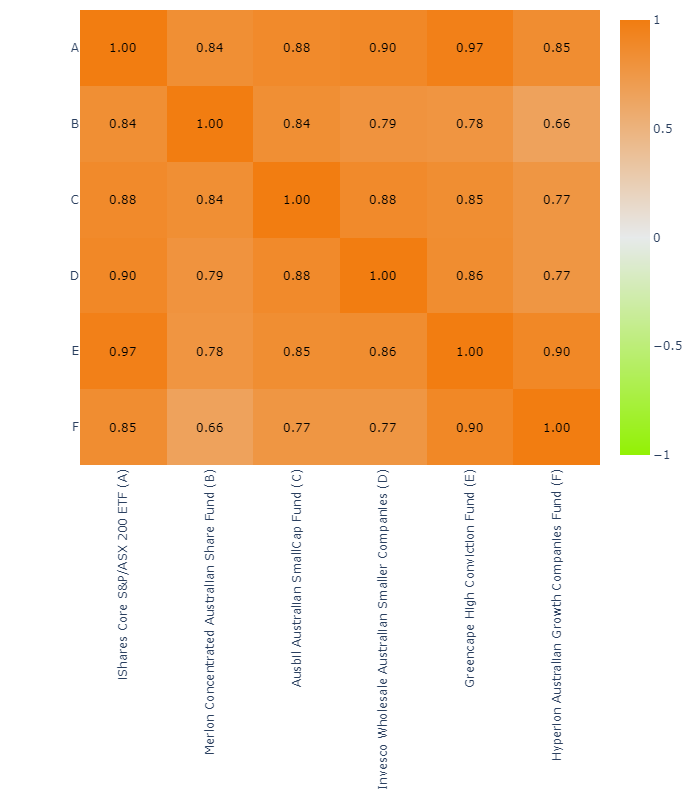 A 1.00 0.84 0.88 0.90 0.97 0.85
B 0.84 1.00 0.84 0.79 0.78 0.66
C 0.88 0.84 1.00 0.88 0.85 0.77
D 0.90 0.79 0.88 1.00 0.86 0.77
E 0.97 0.78 0.85 0.86 1.00 0.90
F 0.85 0.66 0.77 0.77 0.90 1.00
1
0.5
0
−0.5
−1
IShares Core S&P/ASX 200 ETF (A)
Merlon Concentrated Australian Share Fund (B)
Ausbil Australian SmallCap Fund (C)
Invesco Wholesale Australian Smaller Companies (D)
Greencape High Conviction Fund (E)
Hyperion Australian Growth Companies Fund (F)